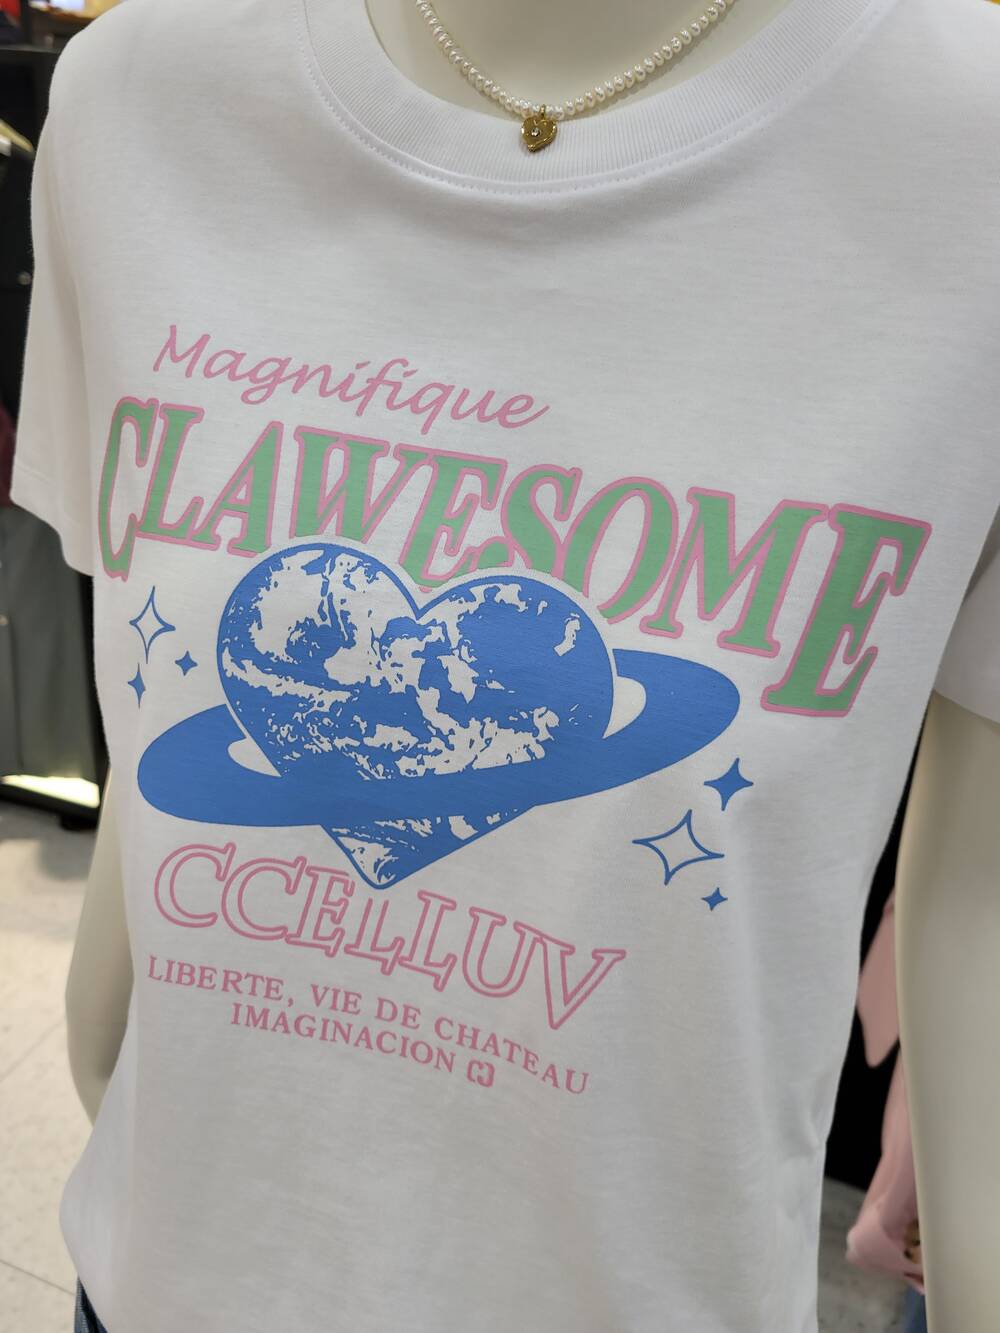 Magnifique
CLAWESOME
CCELLUV
LIBERTE, VIE DE CHATEAU
IMAGINACION